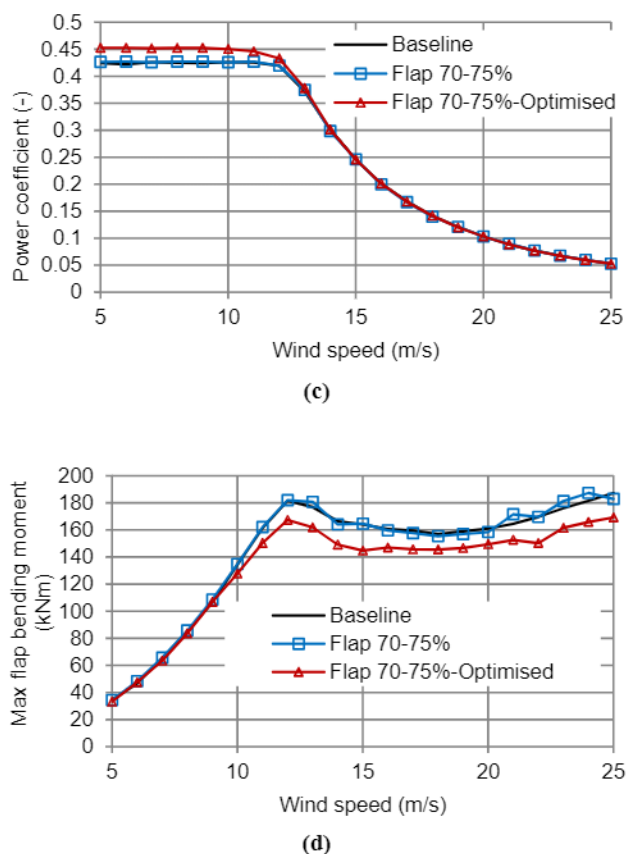 0.5
0.45
0.4
0.35
0.3
0.25
0.2
0.15
0.1
0.05
0
Power coefficient (-)
Baseline
Flap 70-75%
Flap 70-75%-Optimised
5 10 15 20 25
Wind speed (m/s)
(c)
200
180
160
140
120
100
80
60
40
20
0
Max flap bending moment
(kNm)
Baseline
Flap 70-75%
Flap 70-75%-Optimised
5 10 15 20 25
Wind speed (m/s)
(d)